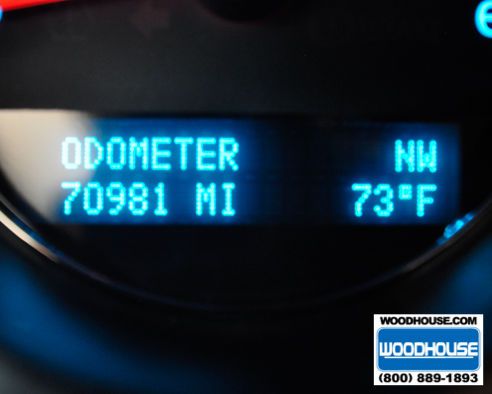 ODOMETER NW
70981 MI 73°F
WOODHOUSE.COM
WOODHOUSE
(800) 889-1893